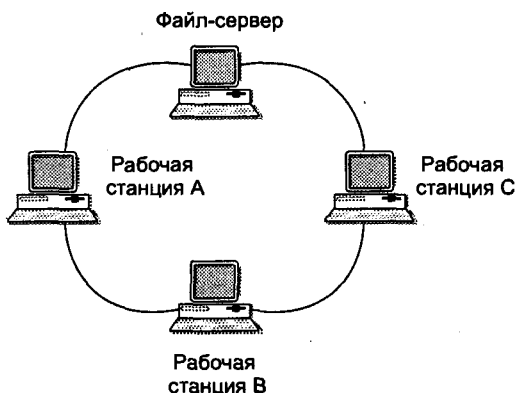 Файл-сервер
Рабочая
станция А
Рабочая
станция С
Рабочая
станция В